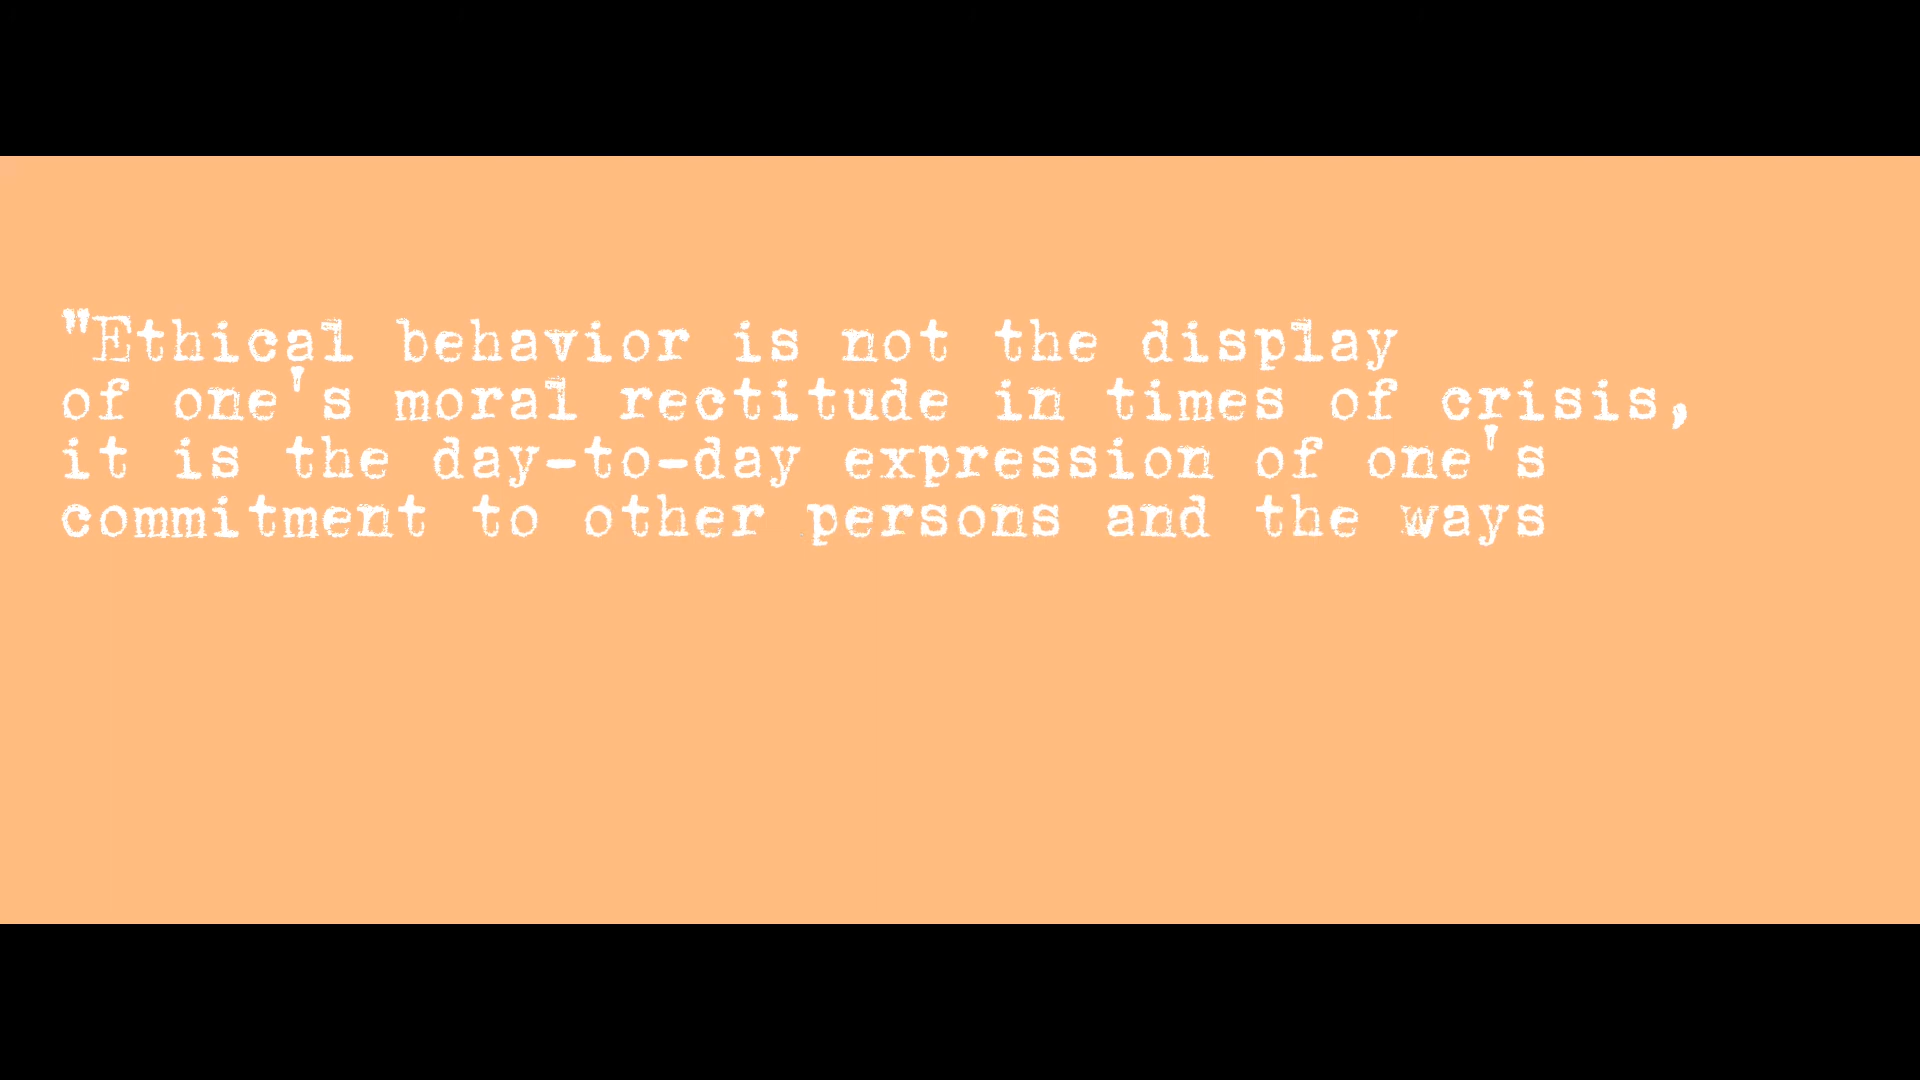 "Ethical behavior is not the display
of one's moral rectitude in times of crisis,
it is the day-to-day expression of one's
commitment to other persons and the ways